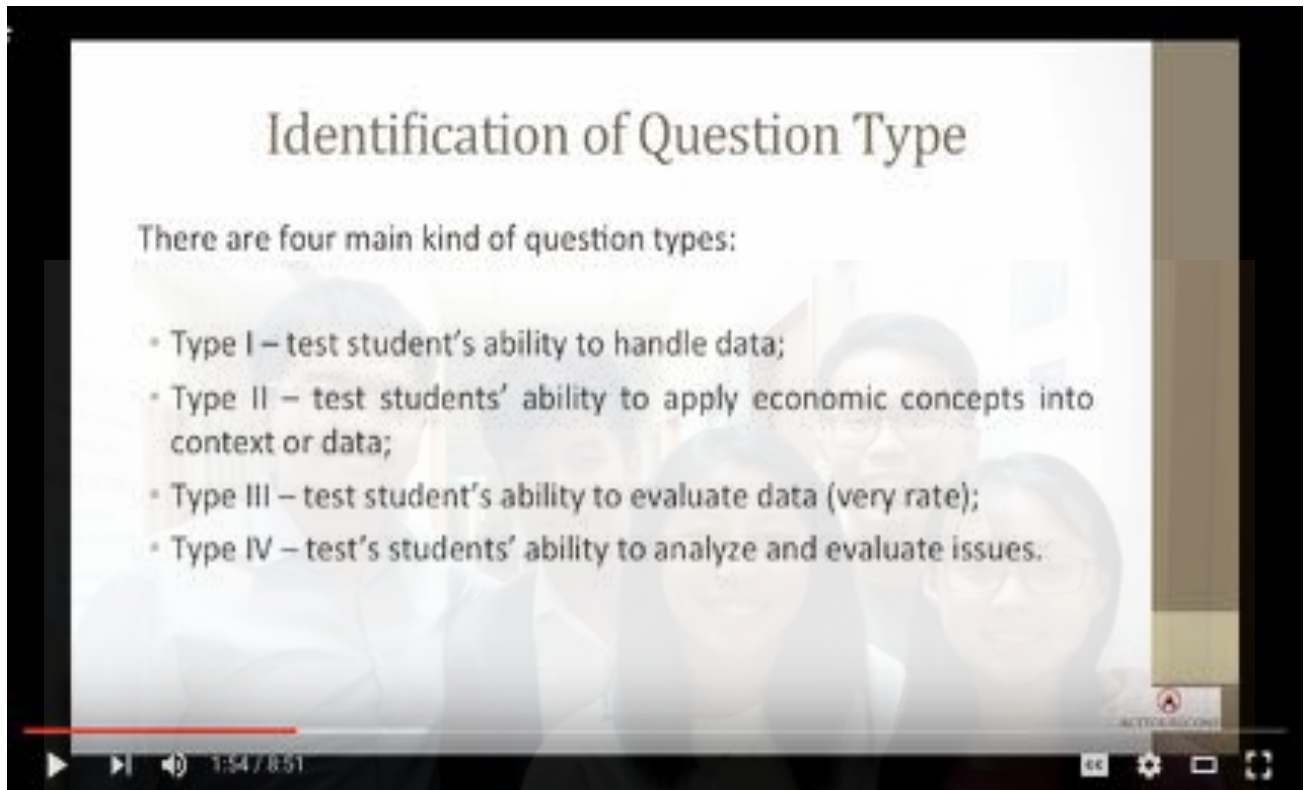 Identification of Question Type
There are four main kind of question types:
• Type I – test student's ability to handle data;
• Type II – test students' ability to apply economic concepts into
context or data;
• Type III – test student's ability to evaluate data (very rate);
• Type IV – test's students' ability to analyze and evaluate issues.
1:54 / 8:51
CC